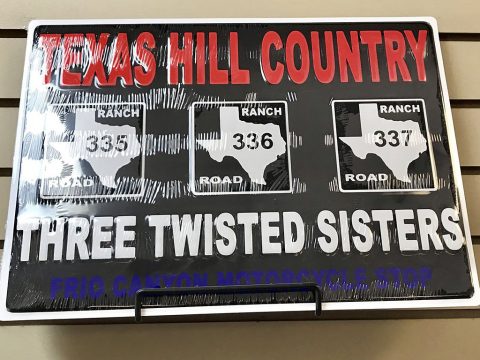 TEXAS HILL COUNTRY
RANCH 335 ROAD
RANCH 336 ROAD
RANCH 337 ROAD
THREE TWISTED SISTERS
FRIO CANYON MOTORCYCLE STOP